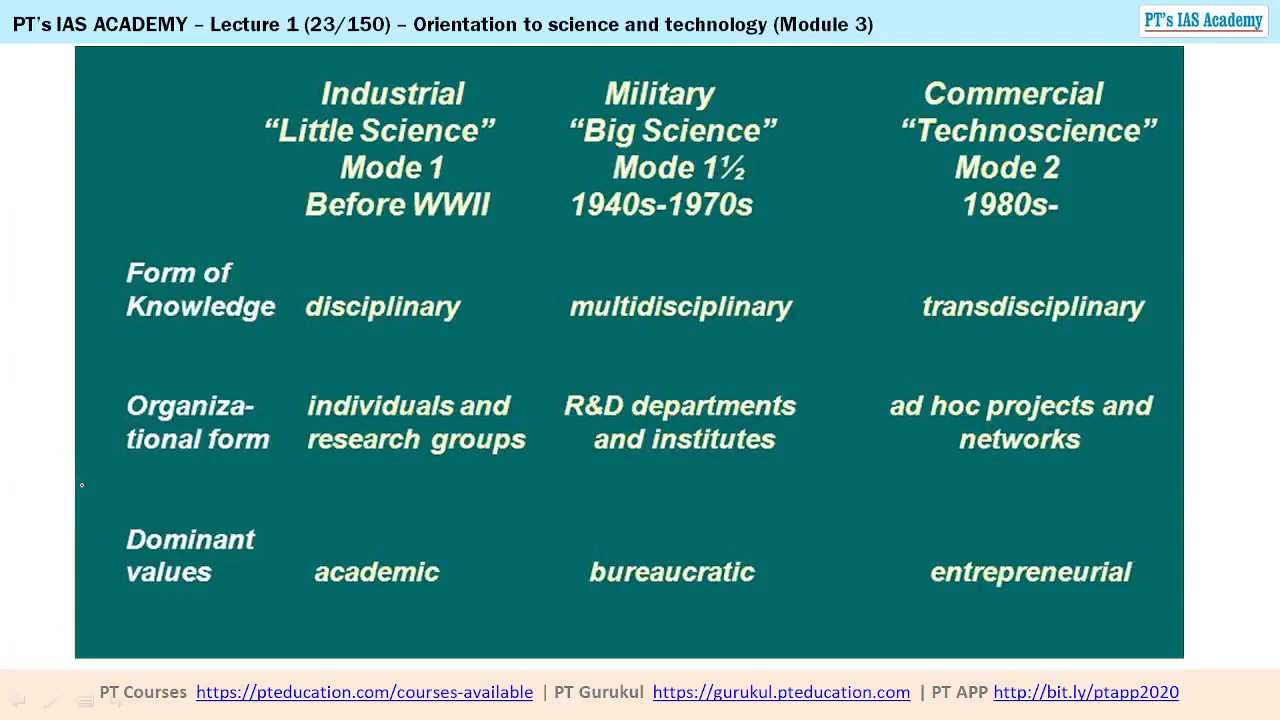 PT's IAS ACADEMY – Lecture 1 (23/150) – Orientation to science and technology (Module 3)
PT's IAS Academy
Industrial Military Commercial
“Little Science” “Big Science” “Technoscience”
Mode 1 Mode 1½ Mode 2
Before WWII 1940s-1970s 1980s-
Form of
Knowledge disciplinary multidisciplinary transdisciplinary
Organiza- individuals and R&D departments ad hoc projects and
tional form research groups and institutes networks
Dominant
values academic bureaucratic entrepreneurial
PT Courses https://pteducation.com/courses-available | PT Gurukul https://gurukul.pteducation.com | PT APP http://bit.ly/ptapp2020